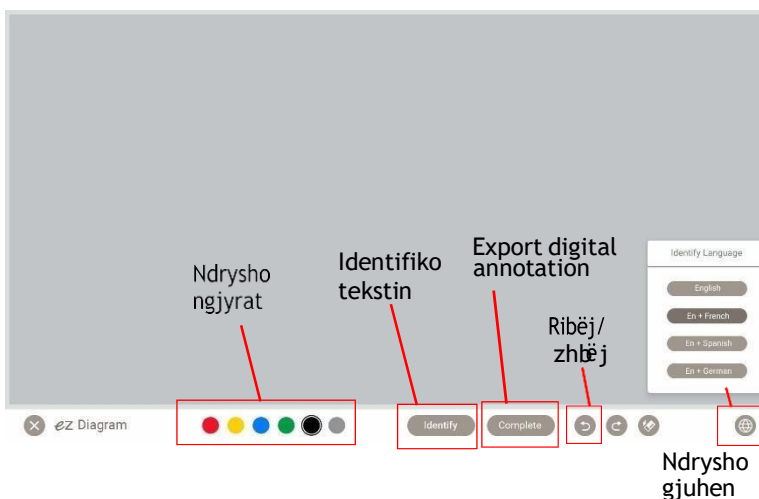 Ndrysho
ngjyrat
Identifiko
tekstin
Export digital
annotation
Ribëj/
zhbëj
Identify Language
English
En + French
En + Spanish
En + German
ez Diagram
Identify
Complete
Ndrysho
gjuhen